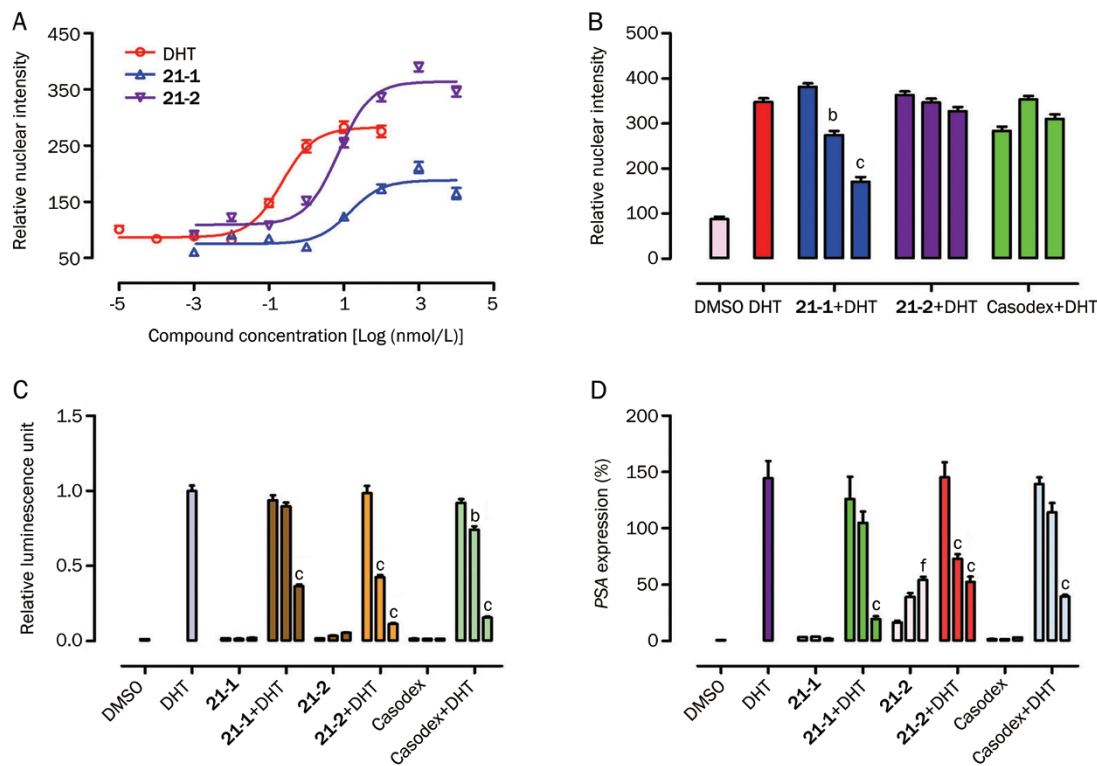 A
Relative nuclear intensity
450
350
250
150
50
DHT
21-1
21-2
-5 -3 -1 1 3 5
Compound concentration [Log (nmol/L)]
B
Relative nuclear intensity
500
400
300
200
100
0
b
c
DMSO DHT 21-1+DHT 21-2+DHT Casodex+DHT
C
Relative luminescence unit
1.5
1.0
0.5
0.0
c
c
c
b
c
DMSO
DHT
21-1
21-1+DHT
21-2
21-2+DHT
Casodex
Casodex+DHT
D
PSA expression (%)
200
150
100
50
0
c
f
c
c
c
DMSO
DHT
21-1
21-1+DHT
21-2
21-2+DHT
Casodex
Casodex+DHT